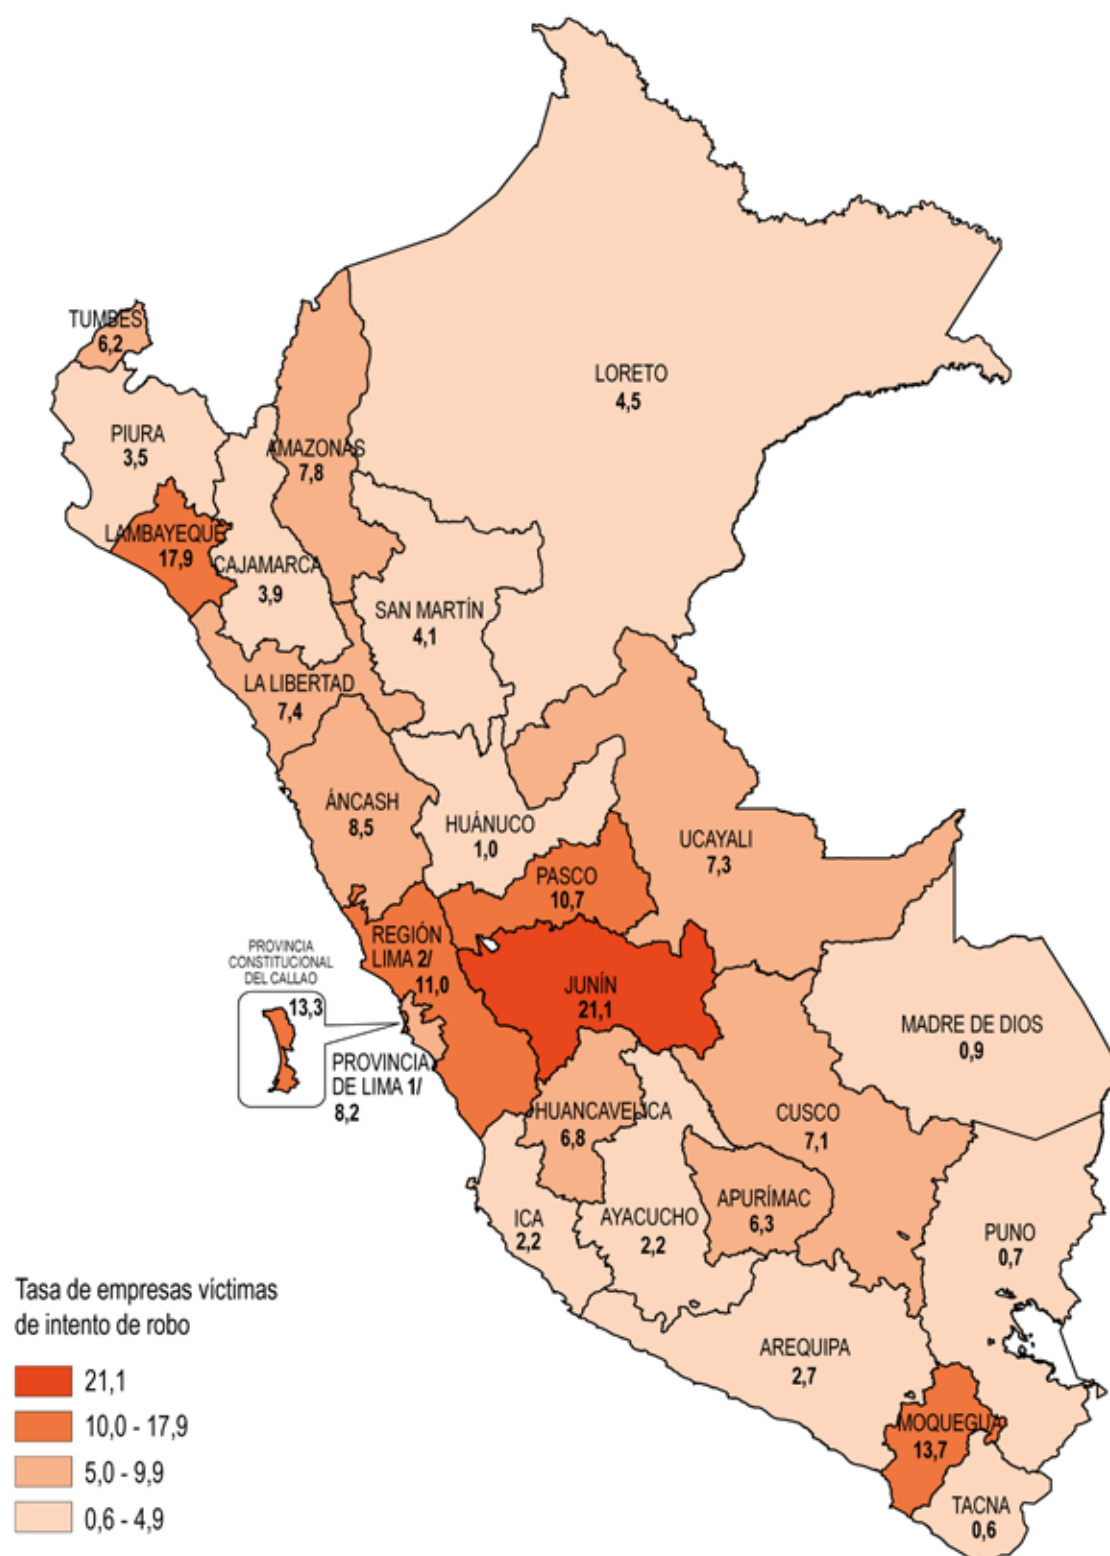 TUMBES
6,2
LORETO
4,5
PIURA
3,5
AMAZONAS
7,8
LAMBAYEQUE
17,9
CAJAMARCA
3,9
SAN MARTÍN
4,1
LA LIBERTAD
7,4
ÁNCASH
8,5
HUÁNUCO
1,0
UCAYALI
7,3
PASCO
10,7
REGIÓN
LIMA 2/
11,0
PROVINCIA
CONSTITUCIONAL
DEL CALLAO
13,3
JUNÍN
21,1
MADRE DE DIOS
0,9
PROVINCIA
DE LIMA 1/
8,2
HUANCAVELICA
6,8
CUSCO
7,1
APURÍMAC
6,3
ICA
2,2
AYACUCHO
2,2
PUNO
0,7
AREQUIPA
2,7
MOQUEGUA
13,7
TACNA
0,6
Tasa de empresas víctimas
de intento de robo
21,1
10,0 - 17,9
5,0 - 9,9
0,6 - 4,9